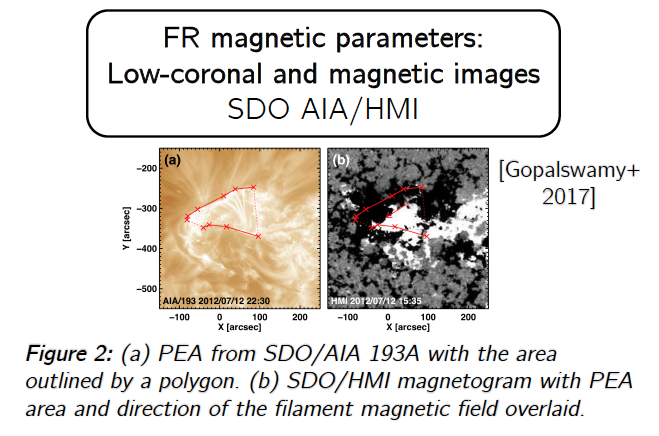 FR magnetic parameters:
Low-coronal and magnetic images
SDO AIA/HMI
[Gopalswamy+
2017]
(a)
(b)
−200
−300
−400
−500
Y [arcsec]
AIA/193 2012/07/12 22:30
HMI 2012/07/12 15:35
−100 0 100 200
−100 0 100 200
X [arcsec]
X [arcsec]
Figure 2: (a) PEA from SDO/AIA 193A with the area
outlined by a polygon. (b) SDO/HMI magnetogram with PEA
area and direction of the filament magnetic field overlaid.